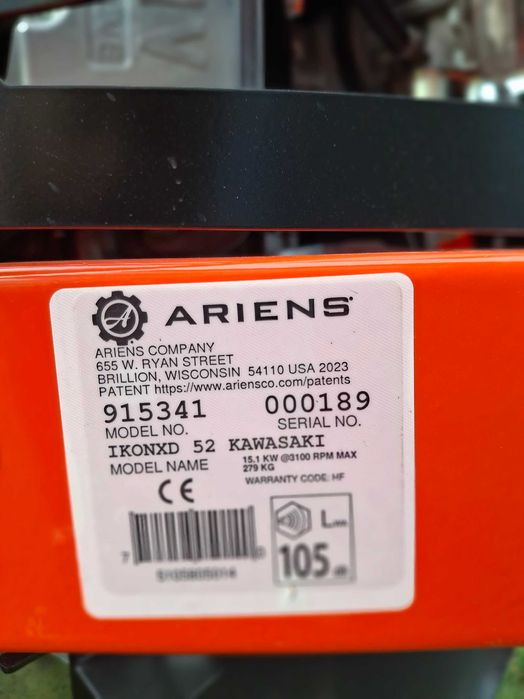 ARIENS
ARIENS COMPANY
655 W. RYAN STREET
BRILLION, WISCONSIN 54110 USA 2023
PATENT https://www.ariensco.com/patents
915341 000189
MODEL NO. SERIAL NO.
IKONXD 52 KAWASAKI
MODEL NAME 15.1 KW @3100 RPM MAX
279 KG
WARRANTY CODE: HF
CE
105 dB